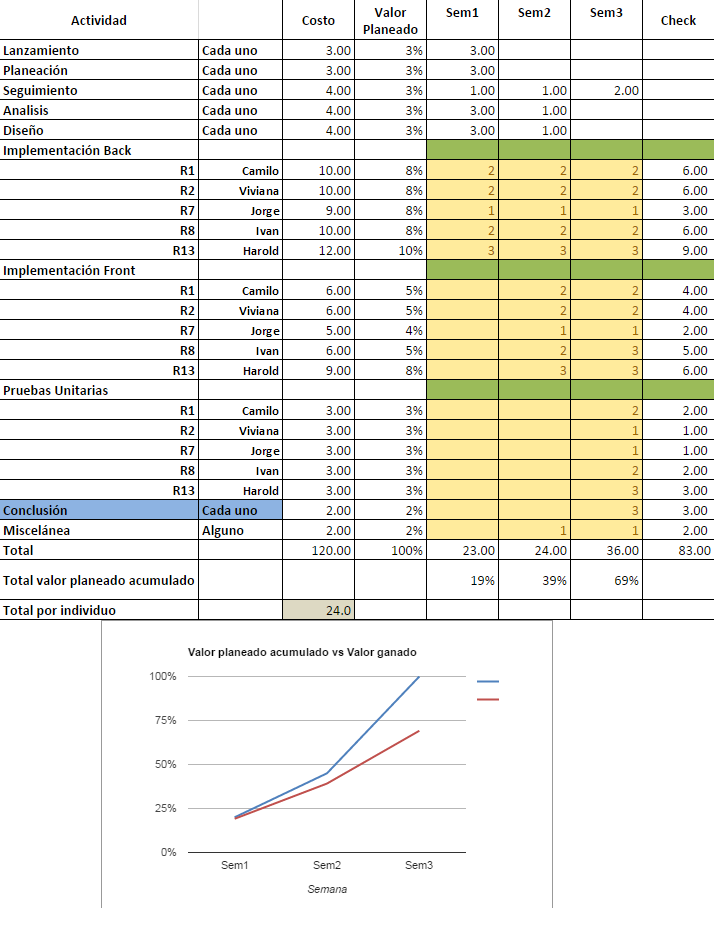 Actividad Costo Valor Planeado Sem1 Sem2 Sem3 Check
Lanzamiento Cada uno 3.00 3% 3.00
Planeación Cada uno 3.00 3% 3.00
Seguimiento Cada uno 4.00 3% 1.00 1.00 2.00
Analisis Cada uno 4.00 3% 3.00 1.00
Diseño Cada uno 4.00 3% 3.00 1.00
Implementación Back
R1 Camilo 10.00 8% 2 2 2 6.00
R2 Viviana 10.00 8% 2 2 2 6.00
R7 Jorge 9.00 8% 1 1 1 3.00
R8 Ivan 10.00 8% 2 2 2 6.00
R13 Harold 12.00 10% 3 3 3 9.00
Implementación Front
R1 Camilo 6.00 5% 2 2 4.00
R2 Viviana 6.00 5% 2 2 4.00
R7 Jorge 5.00 4% 1 1 2.00
R8 Ivan 6.00 5% 2 3 5.00
R13 Harold 9.00 8% 3 3 6.00
Pruebas Unitarias
R1 Camilo 3.00 3% 2 2.00
R2 Viviana 3.00 3% 1 1.00
R7 Jorge 3.00 3% 1 1.00
R8 Ivan 3.00 3% 2 2.00
R13 Harold 3.00 3% 3 3.00
Conclusión Cada uno 2.00 2% 3 3.00
Miscelánea Alguno 2.00 2% 1 1 2.00
Total 120.00 100% 23.00 24.00 36.00 83.00
Total valor planeado acumulado 19% 39% 69%
Total por individuo 24.0
Valor planeado acumulado vs Valor ganado
100%
75%
50%
25%
0%
Sem1 Sem2 Sem3
Semana